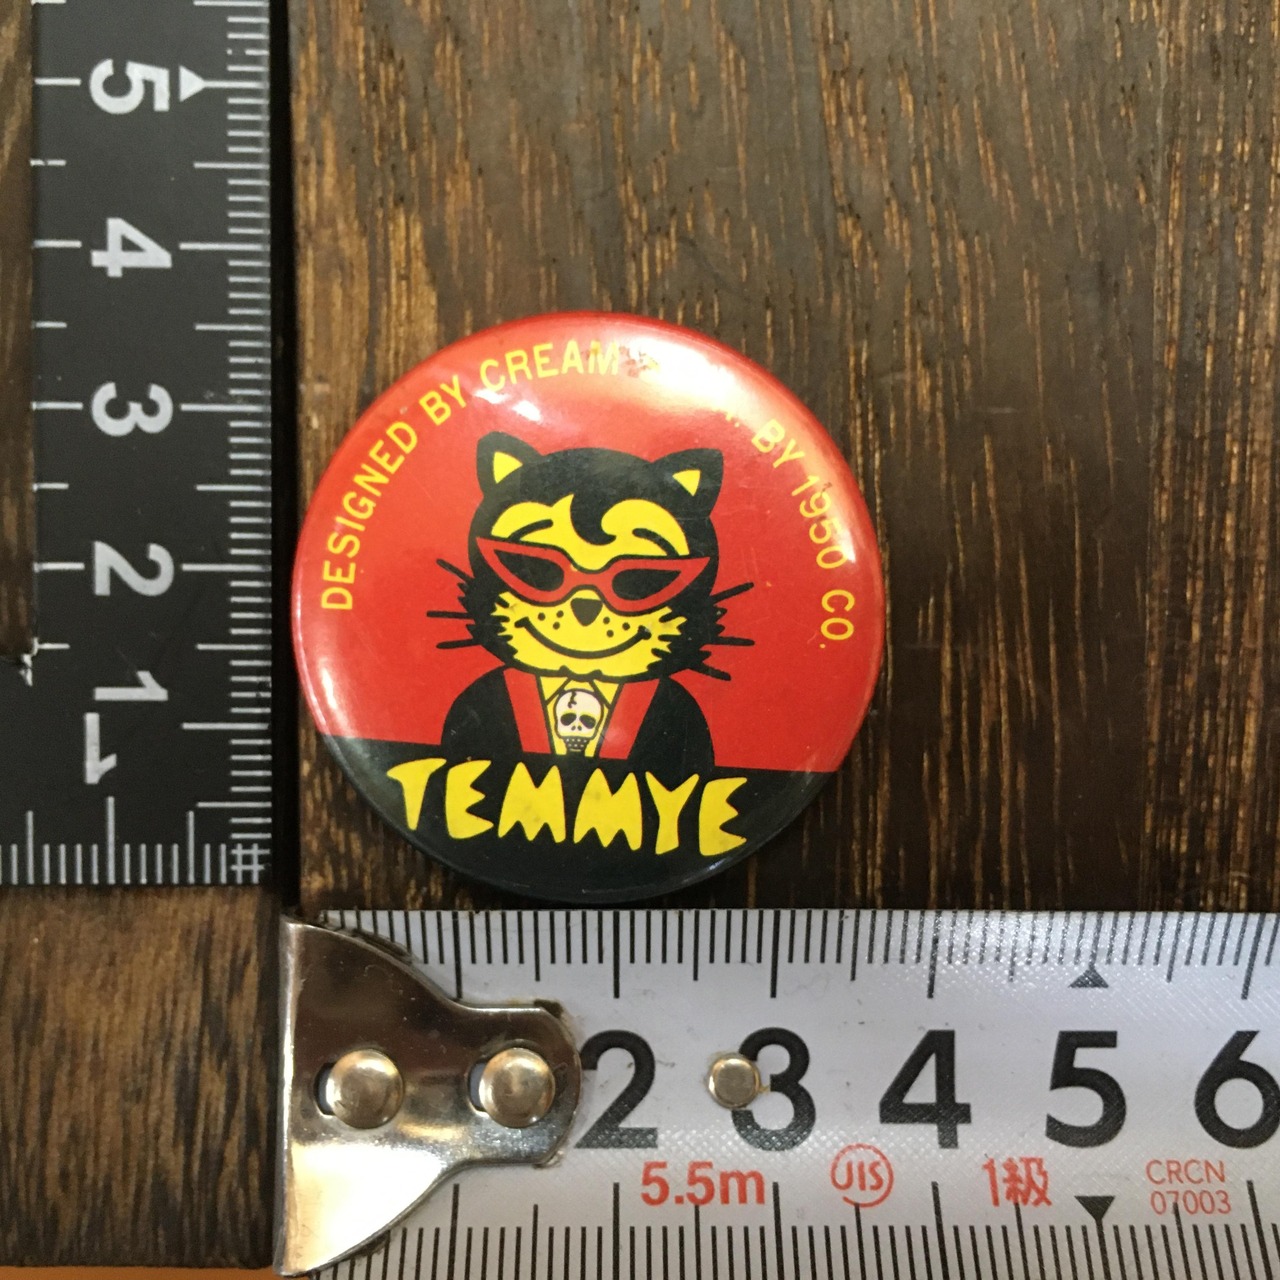 5
4
3
2
1
DESIGNED BY CREAM
BY 1950 CO.
TEMMYE
2 3 4 5 6
5.5m JIS 1級 CRCN
07003